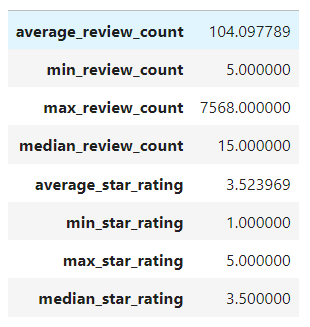 average_review_count 104.097789
min_review_count 5.000000
max_review_count 7568.000000
median_review_count 15.000000
average_star_rating 3.523969
min_star_rating 1.000000
max_star_rating 5.000000
median_star_rating 3.500000